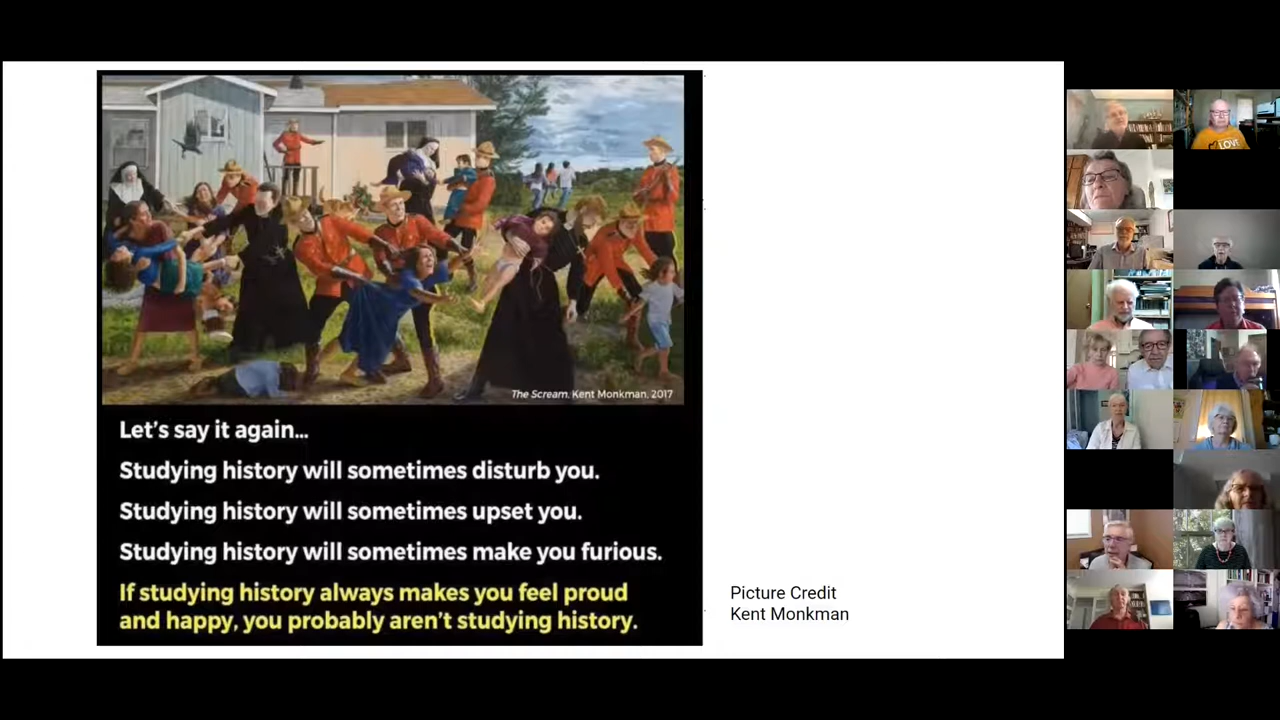 The Scream, Kent Monkman, 2017
Let’s say it again...
Studying history will sometimes disturb you.
Studying history will sometimes upset you.
Studying history will sometimes make you furious.
If studying history always makes you feel proud
and happy, you probably aren’t studying history.
Picture Credit
Kent Monkman
LOVE